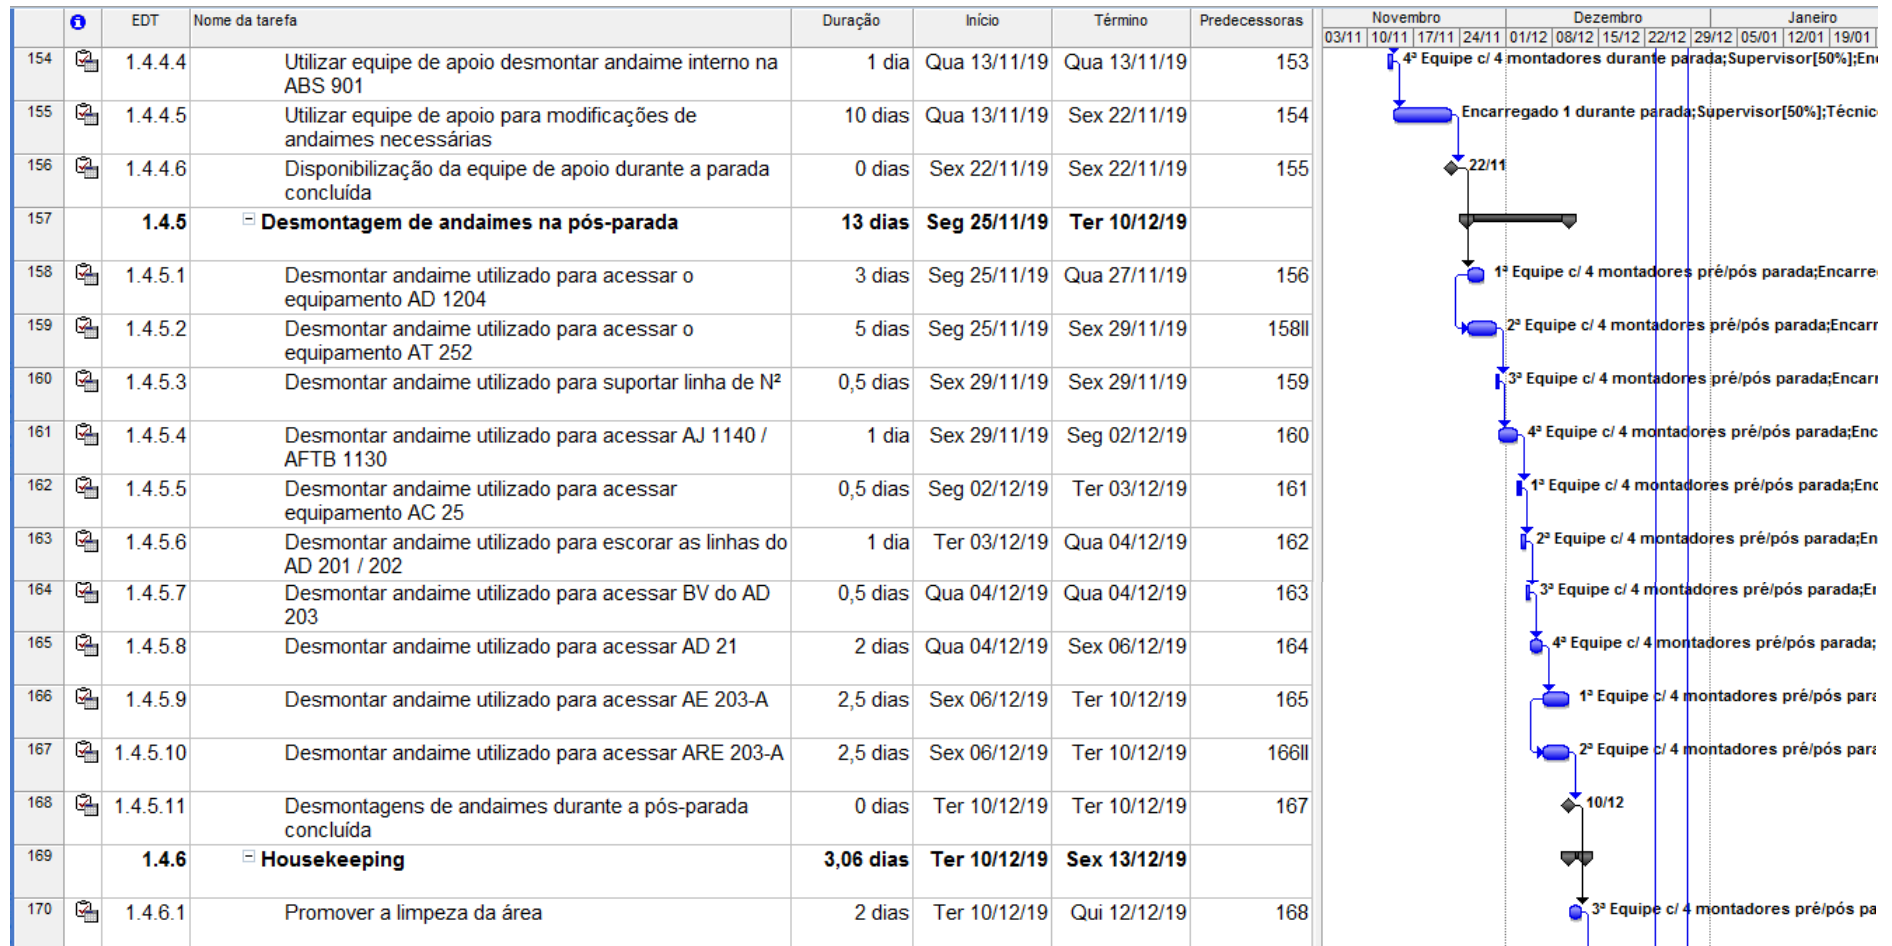 EDT Nome da tarefa Duração Início Término Predecessoras Novembro Dezembro Janeiro
03/11 10/11 17/11 24/11 01/12 08/12 15/12 22/12 29/12 05/01 12/01 19/01
154 1.4.4.4 Utilizar equipe de apoio desmontar andaime interno na 1 dia Qua 13/11/19 Qua 13/11/19 153 4ª Equipe c/ 4 montadores durante parada;Supervisor[50%];En
ABS 901
155 1.4.4.5 Utilizar equipe de apoio para modificações de 10 dias Qua 13/11/19 Sex 22/11/19 154 Encarregado 1 durante parada;Supervisor[50%];Técnic
andaimes necessárias
156 1.4.4.6 Disponibilização da equipe de apoio durante a parada 0 dias Sex 22/11/19 Sex 22/11/19 155 22/11
concluída
157 1.4.5 Desmontagem de andaimes na pós-parada 13 dias Seg 25/11/19 Ter 10/12/19
158 1.4.5.1 Desmontar andaime utilizado para acessar o 3 dias Seg 25/11/19 Qua 27/11/19 156 1ª Equipe c/ 4 montadores pré/pós parada;Encarre
equipamento AD 1204
159 1.4.5.2 Desmontar andaime utilizado para acessar o 5 dias Seg 25/11/19 Sex 29/11/19 158II 2ª Equipe c/ 4 montadores pré/pós parada;Encarr
equipamento AT 252
160 1.4.5.3 Desmontar andaime utilizado para suportar linha de N² 0,5 dias Sex 29/11/19 Sex 29/11/19 159 3ª Equipe c/ 4 montadores pré/pós parada;Encarr
161 1.4.5.4 Desmontar andaime utilizado para acessar AJ 1140 / 1 dia Sex 29/11/19 Seg 02/12/19 160 4ª Equipe c/ 4 montadores pré/pós parada;Enc
AFTB 1130
162 1.4.5.5 Desmontar andaime utilizado para acessar 0,5 dias Seg 02/12/19 Ter 03/12/19 161 1ª Equipe c/ 4 montadores pré/pós parada;Enc
equipamento AC 25
163 1.4.5.6 Desmontar andaime utilizado para escorar as linhas do 1 dia Ter 03/12/19 Qua 04/12/19 162 2ª Equipe c/ 4 montadores pré/pós parada;En
AD 201 / 202
164 1.4.5.7 Desmontar andaime utilizado para acessar BV do AD 0,5 dias Qua 04/12/19 Qua 04/12/19 163 3ª Equipe c/ 4 montadores pré/pós parada;Er
203
165 1.4.5.8 Desmontar andaime utilizado para acessar AD 21 2 dias Qua 04/12/19 Sex 06/12/19 164 4ª Equipe c/ 4 montadores pré/pós parada;
166 1.4.5.9 Desmontar andaime utilizado para acessar AE 203-A 2,5 dias Sex 06/12/19 Ter 10/12/19 165 1ª Equipe c/ 4 montadores pré/pós para
167 1.4.5.10 Desmontar andaime utilizado para acessar ARE 203-A 2,5 dias Sex 06/12/19 Ter 10/12/19 166II 2ª Equipe c/ 4 montadores pré/pós para
168 1.4.5.11 Desmontagens de andaimes durante a pós-parada 0 dias Ter 10/12/19 Ter 10/12/19 167 10/12
concluída
169 1.4.6 Housekeeping 3,06 dias Ter 10/12/19 Sex 13/12/19
170 1.4.6.1 Promover a limpeza da área 2 dias Ter 10/12/19 Qui 12/12/19 168 3ª Equipe c/ 4 montadores pré/pós pa